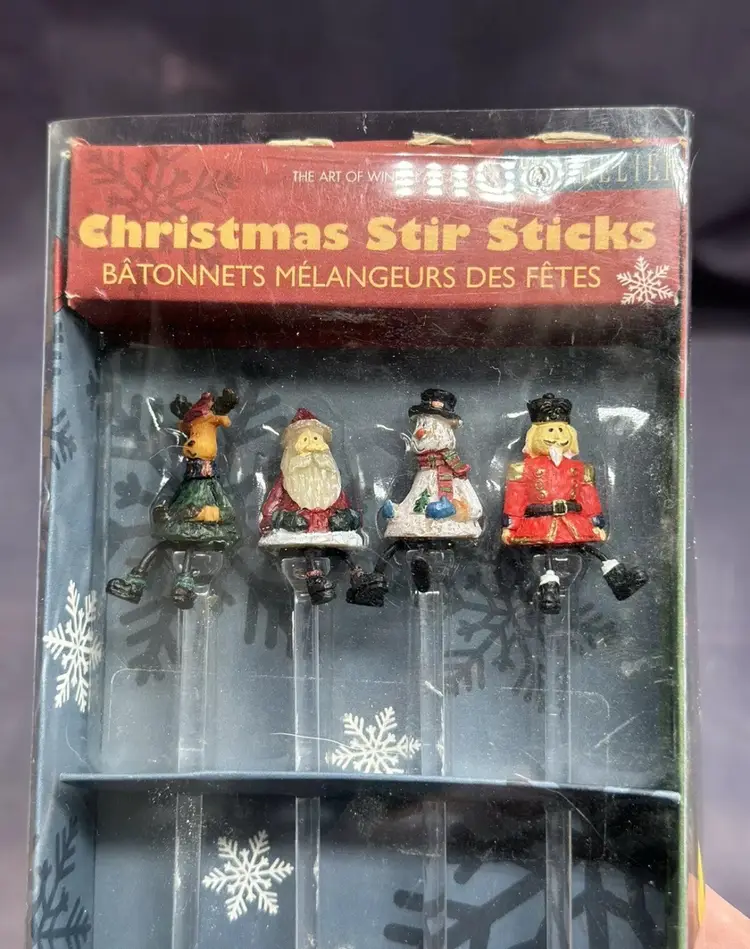 THE ART OF
Christmas Stir Sticks
BÂTONNETS MÉLANGEURS DES FÊTES